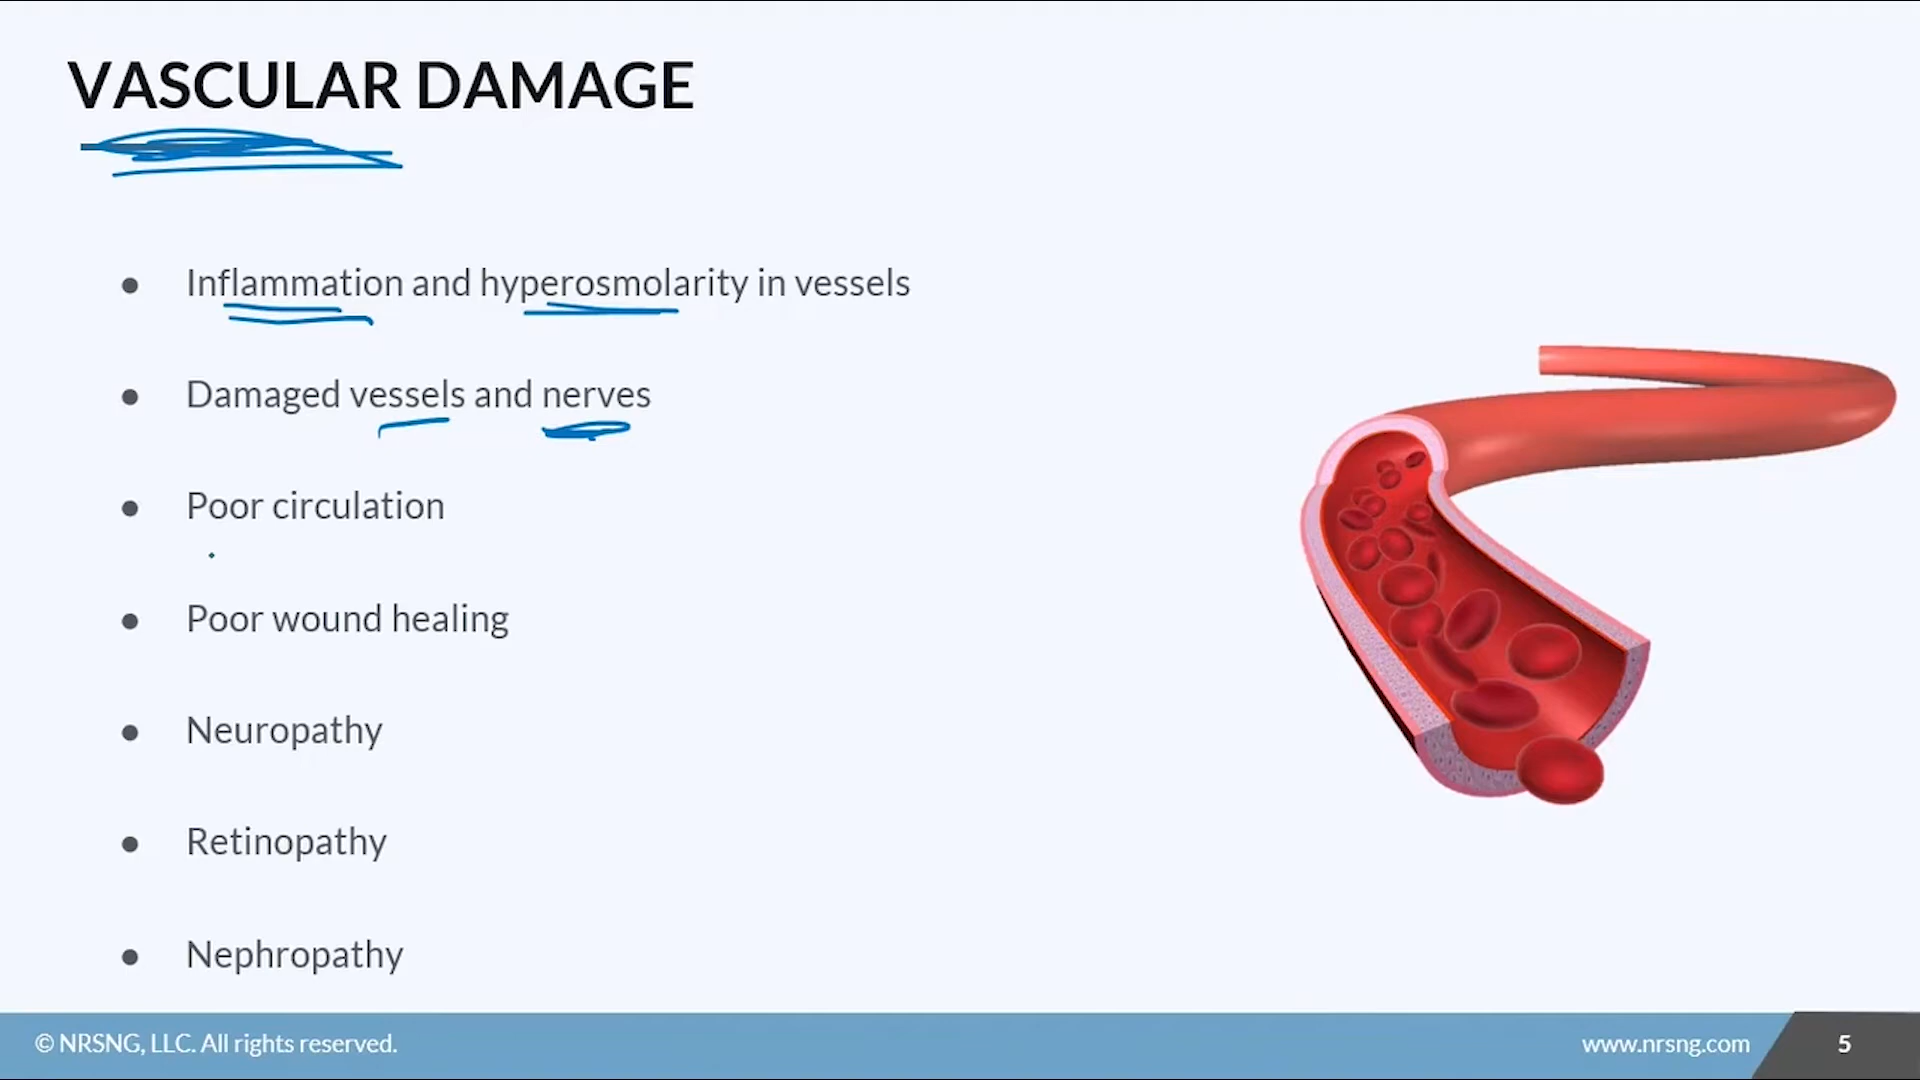 VASCULAR DAMAGE
● Inflammation and hyperosmolarity in vessels
● Damaged vessels and nerves
● Poor circulation
● Poor wound healing
● Neuropathy
● Retinopathy
● Nephropathy
© NRSNG, LLC. All rights reserved.
www.nrsng.com
5